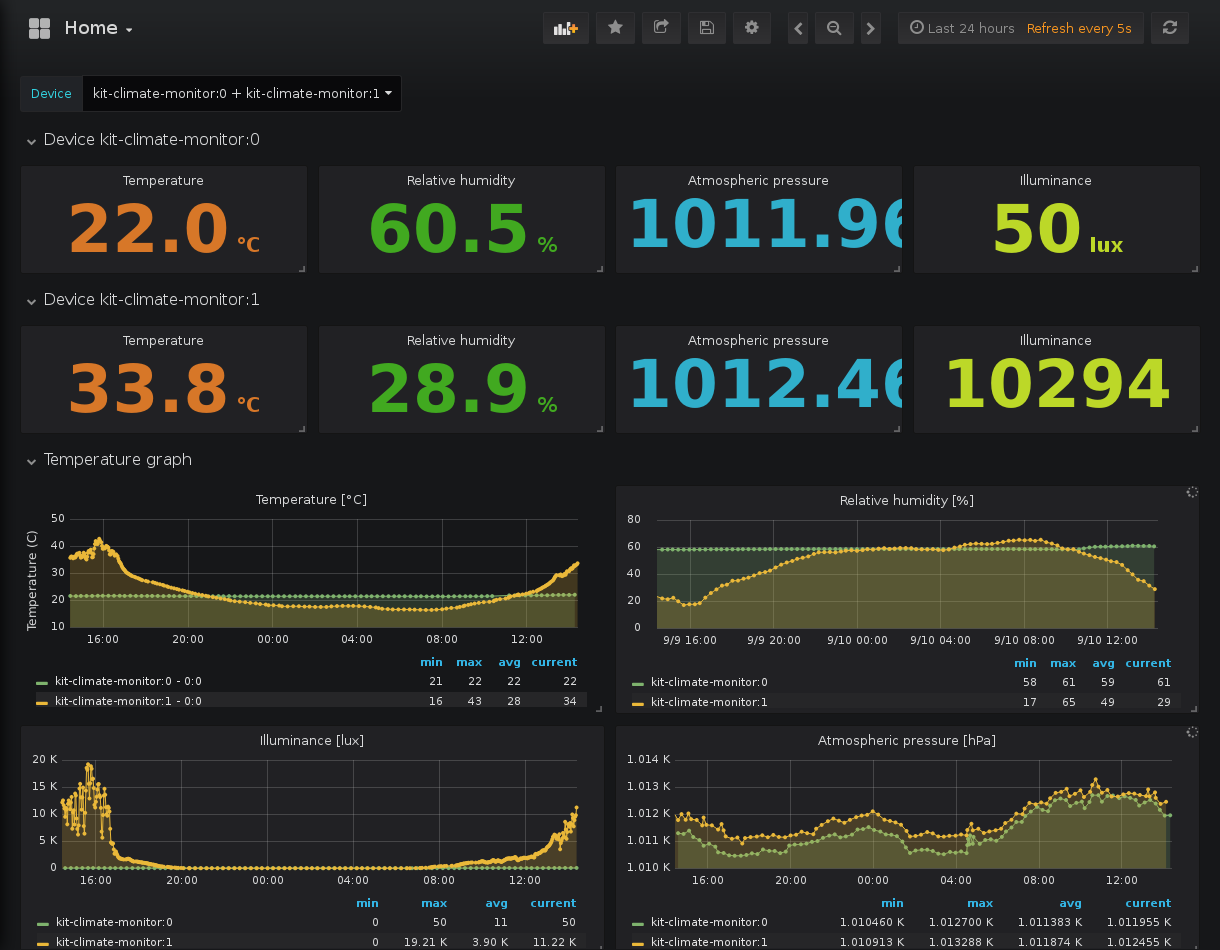 Home
Last 24 hours Refresh every 5s
Device kit-climate-monitor:0 + kit-climate-monitor:1
Device kit-climate-monitor:0
Temperature Relative humidity Atmospheric pressure Illuminance
22.0 °C 60.5 % 1011.96 50 lux
Device kit-climate-monitor:1
Temperature Relative humidity Atmospheric pressure Illuminance
33.8 °C 28.9 % 1012.46 10294
Temperature graph
Temperature [°C]
Temperature (C)
50
40
30
20
10
16:00 20:00 00:00 04:00 08:00 12:00
min max avg current
kit-climate-monitor:0 - 0:0 21 22 22 22
kit-climate-monitor:1 - 0:0 16 43 28 34
Relative humidity [%]
80
60
40
20
0
9/9 16:00 9/9 20:00 9/10 00:00 9/10 04:00 9/10 08:00 9/10 12:00
min max avg current
kit-climate-monitor:0 58 61 59 61
kit-climate-monitor:1 17 65 49 29
Illuminance [lux]
20 K
15 K
10 K
5 K
0
16:00 20:00 00:00 04:00 08:00 12:00
min max avg current
kit-climate-monitor:0 0 50 11 50
kit-climate-monitor:1 0 19.21 K 3.90 K 11.22 K
Atmospheric pressure [hPa]
1.014 K
1.013 K
1.012 K
1.011 K
1.010 K
16:00 20:00 00:00 04:00 08:00 12:00
min max avg current
kit-climate-monitor:0 1.010460 K 1.012700 K 1.011383 K 1.011955 K
kit-climate-monitor:1 1.010913 K 1.013288 K 1.011874 K 1.012455 K